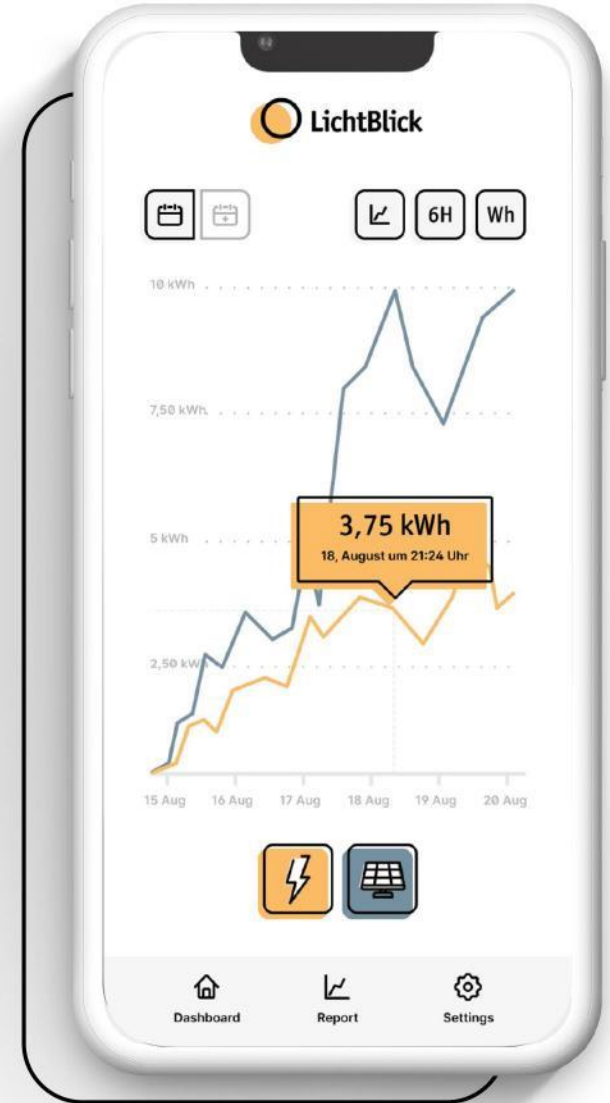 LichtBlick
6H
Wh
10 kWh
7,50 kWh.
3,75 kWh
18, August um 21:24 Uhr
5 kWh
2,50 kW
15 Aug 16 Aug 17 Aug 18 Aug 19 Aug 20 Aug
Dashboard Report Settings